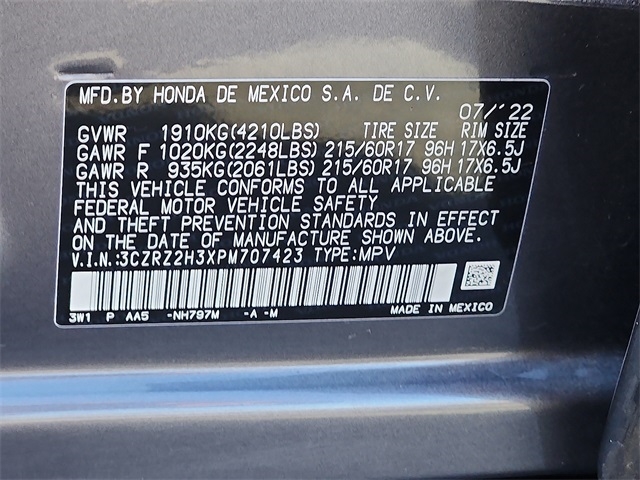 MFD.BY HONDA DE MEXICO S.A. DE C.V.
07/'22
GVWR 1910KG(4210LBS) TIRE SIZE RIM SIZE
GAWR F 1020KG(2248LBS) 215/60R17 96H 17X6.5J
GAWR R 935KG(2061LBS) 215/60R17 96H 17X6.5J
THIS VEHICLE CONFORMS TO ALL APPLICABLE
FEDERAL MOTOR VEHICLE SAFETY
AND THEFT PREVENTION STANDARDS IN EFFECT
ON THE DATE OF MANUFACTURE SHOWN ABOVE.
V.I.N.:3CZRZ2H3XPM707423 TYPE:MPV
3W1 P AA5 -NH797M -A -M MADE IN MEXICO